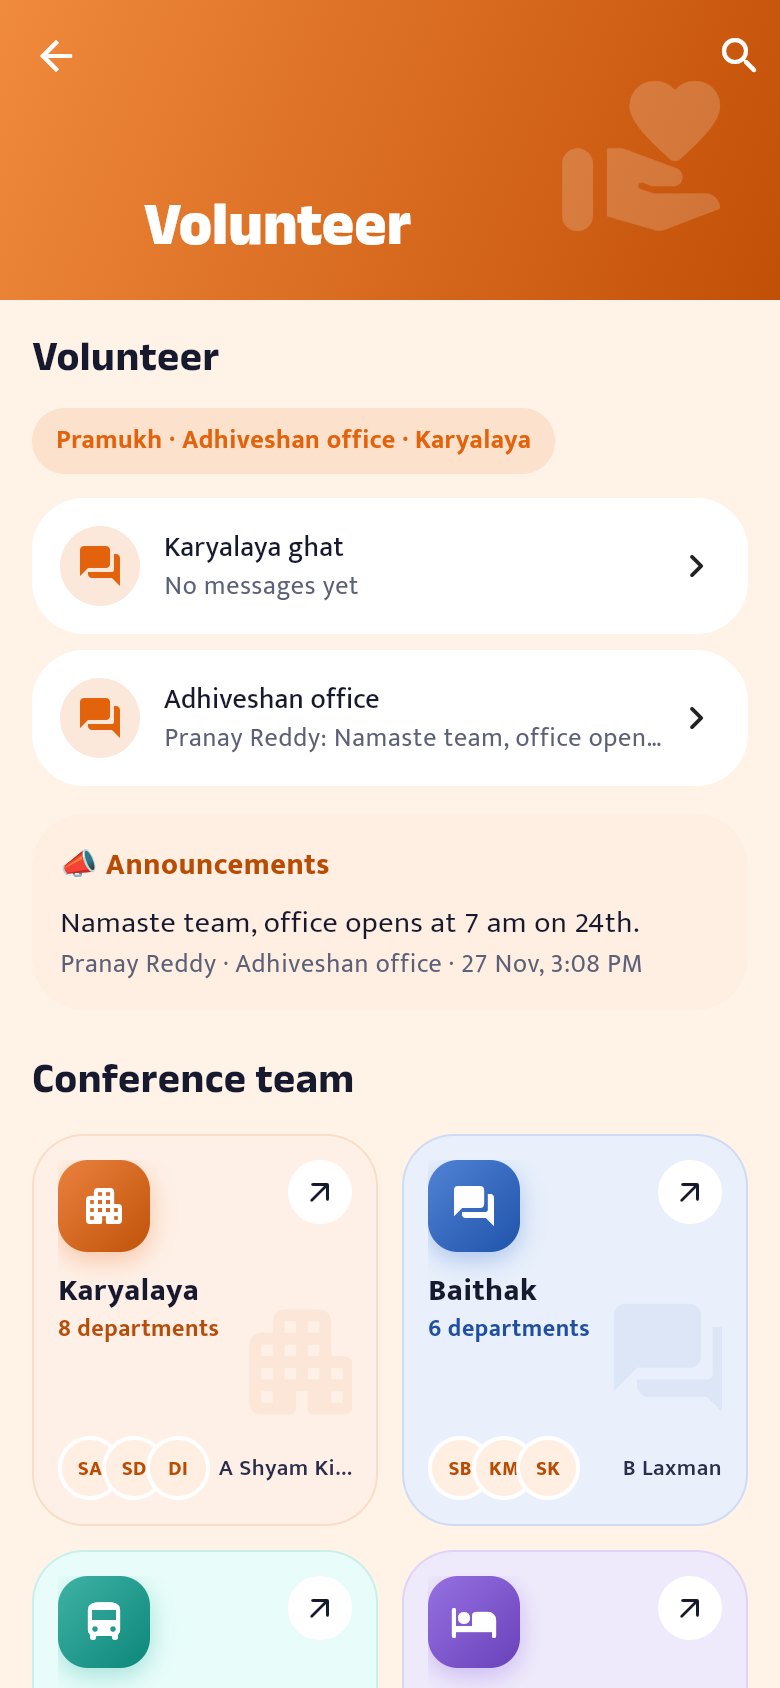 Volunteer
Volunteer
Pramukh · Adhiveshan office · Karyalaya
Karyalaya ghat
No messages yet
Adhiveshan office
Pranay Reddy: Namaste team, office open...
📣 Announcements
Namaste team, office opens at 7 am on 24th.
Pranay Reddy · Adhiveshan office · 27 Nov, 3:08 PM
Conference team
Karyalaya
8 departments
SA SD DI A Shyam Ki...
Baithak
6 departments
SB KM SK B Laxman